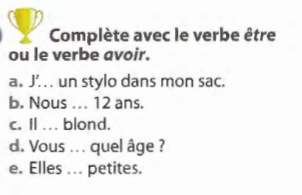 Complète avec le verbe être
ou le verbe avoir.
a. J'... un stylo dans mon sac.
b. Nous ... 12 ans.
c. Il ... blond.
d. Vous ... quel âge ?
e. Elles ... petites.